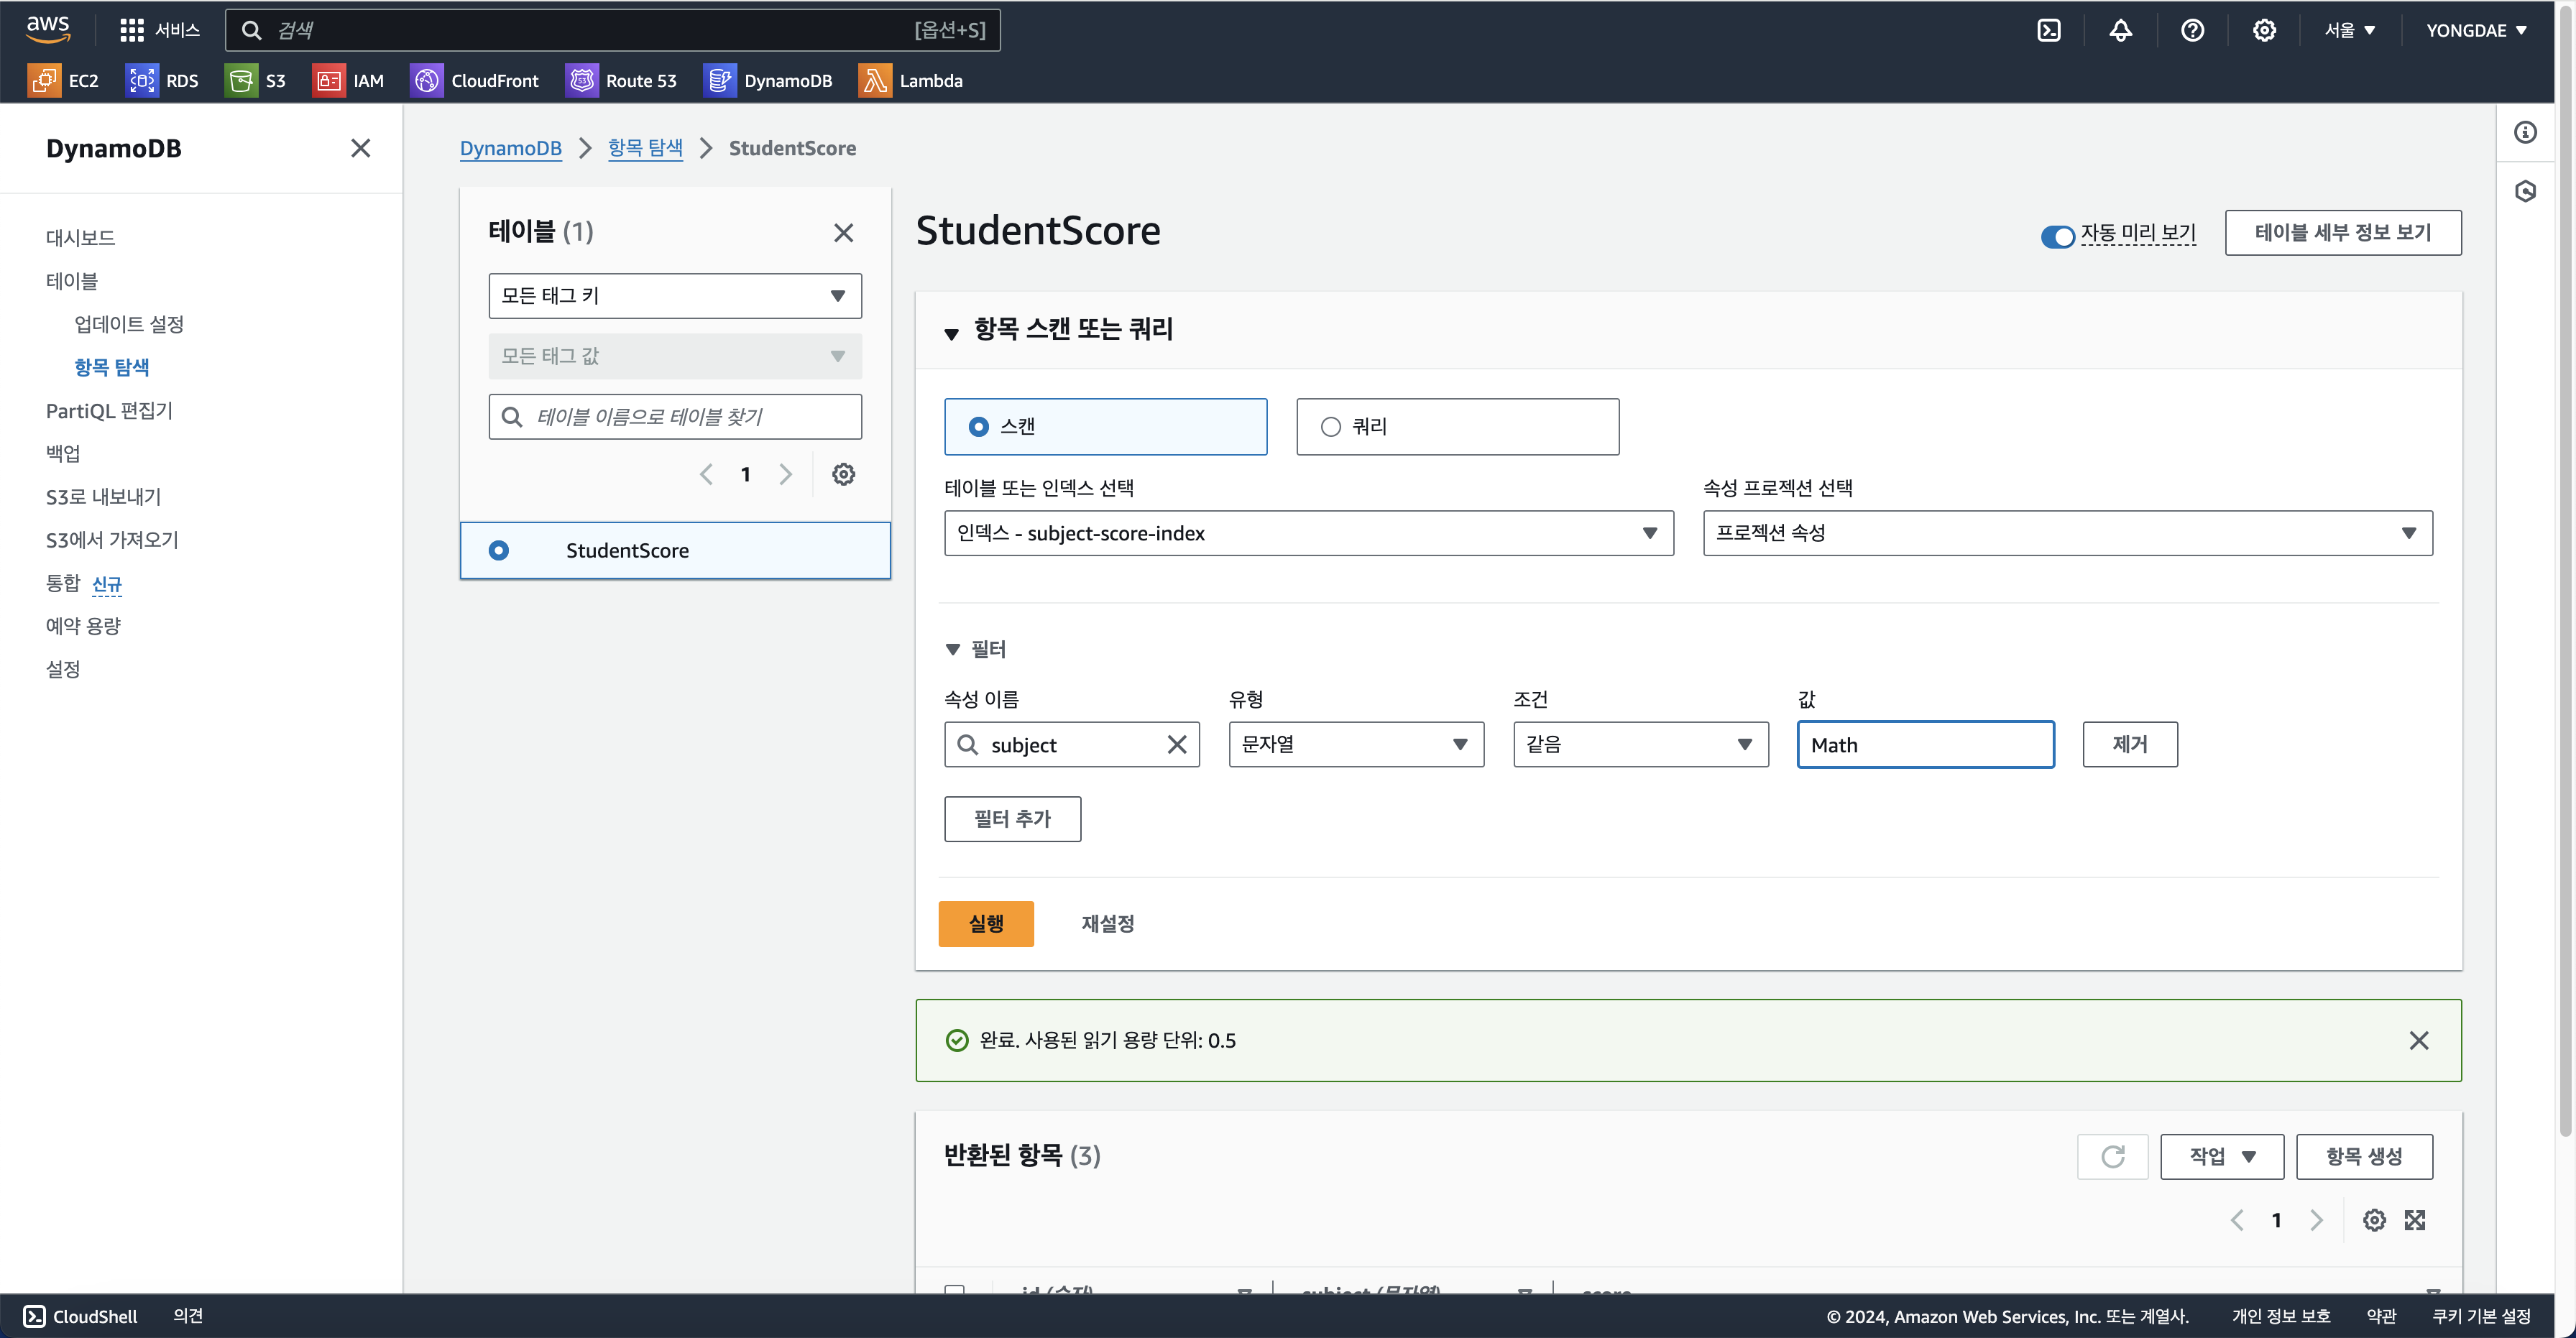 aws
서비스
검색
[옵션+S]
서울
YONGDAE
EC2
RDS
S3
IAM
CloudFront
Route 53
DynamoDB
Lambda
DynamoDB
대시보드
테이블
업데이트 설정
항목 탐색
PartiQL 편집기
백업
S3로 내보내기
S3에서 가져오기
통합 신규
예약 용량
설정
DynamoDB
항목 탐색
StudentScore
테이블 (1)
모든 태그 키
모든 태그 값
테이블 이름으로 테이블 찾기
1
StudentScore
StudentScore
자동 미리 보기
테이블 세부 정보 보기
항목 스캔 또는 쿼리
스캔
쿼리
테이블 또는 인덱스 선택
속성 프로젝션 선택
인덱스 - subject-score-index
프로젝션 속성
필터
속성 이름
유형
조건
값
subject
문자열
같음
Math
제거
필터 추가
실행
재설정
완료. 사용된 읽기 용량 단위: 0.5
반환된 항목 (3)
작업
항목 생성
1
id (숫자)
subject (문자열)
score
CloudShell
의견
© 2024, Amazon Web Services, Inc. 또는 계열사.
개인 정보 보호
약관
쿠키 기본 설정